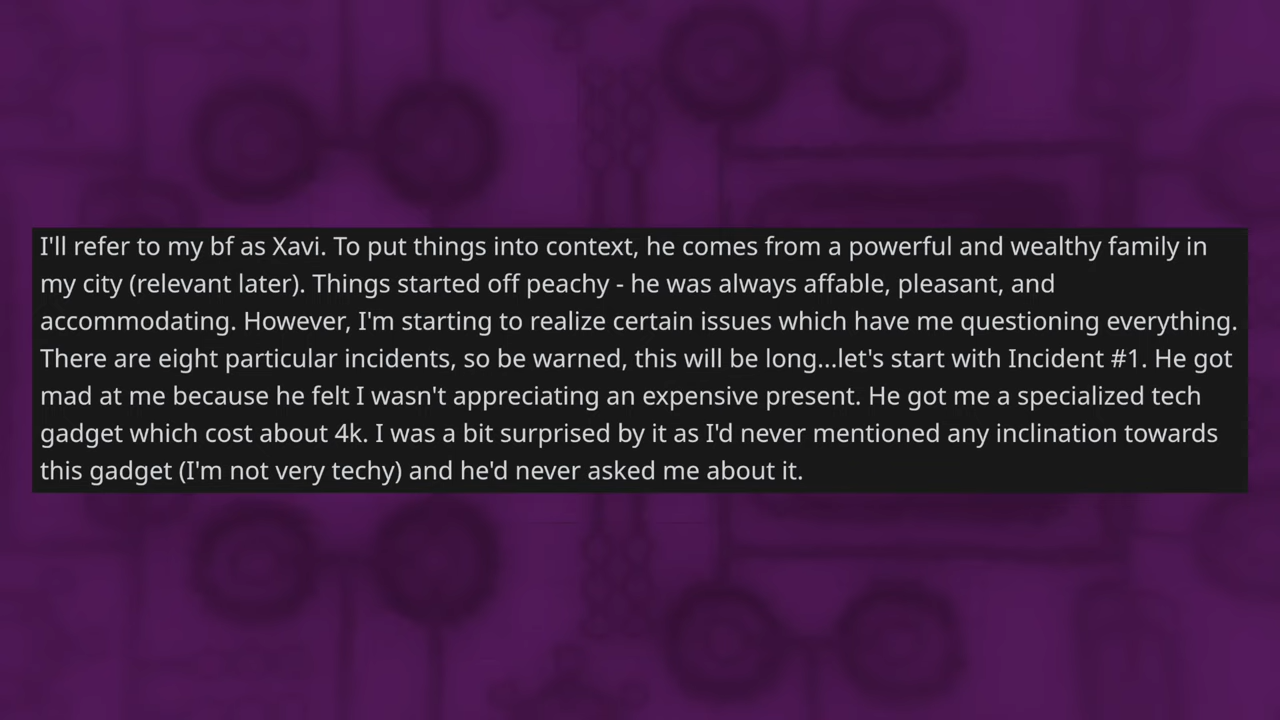 I'll refer to my bf as Xavi. To put things into context, he comes from a powerful and wealthy family in
my city (relevant later). Things started off peachy - he was always affable, pleasant, and
accommodating. However, I'm starting to realize certain issues which have me questioning everything.
There are eight particular incidents, so be warned, this will be long...let's start with Incident #1. He got
mad at me because he felt I wasn't appreciating an expensive present. He got me a specialized tech
gadget which cost about 4k. I was a bit surprised by it as I'd never mentioned any inclination towards
this gadget (I'm not very techy) and he'd never asked me about it.